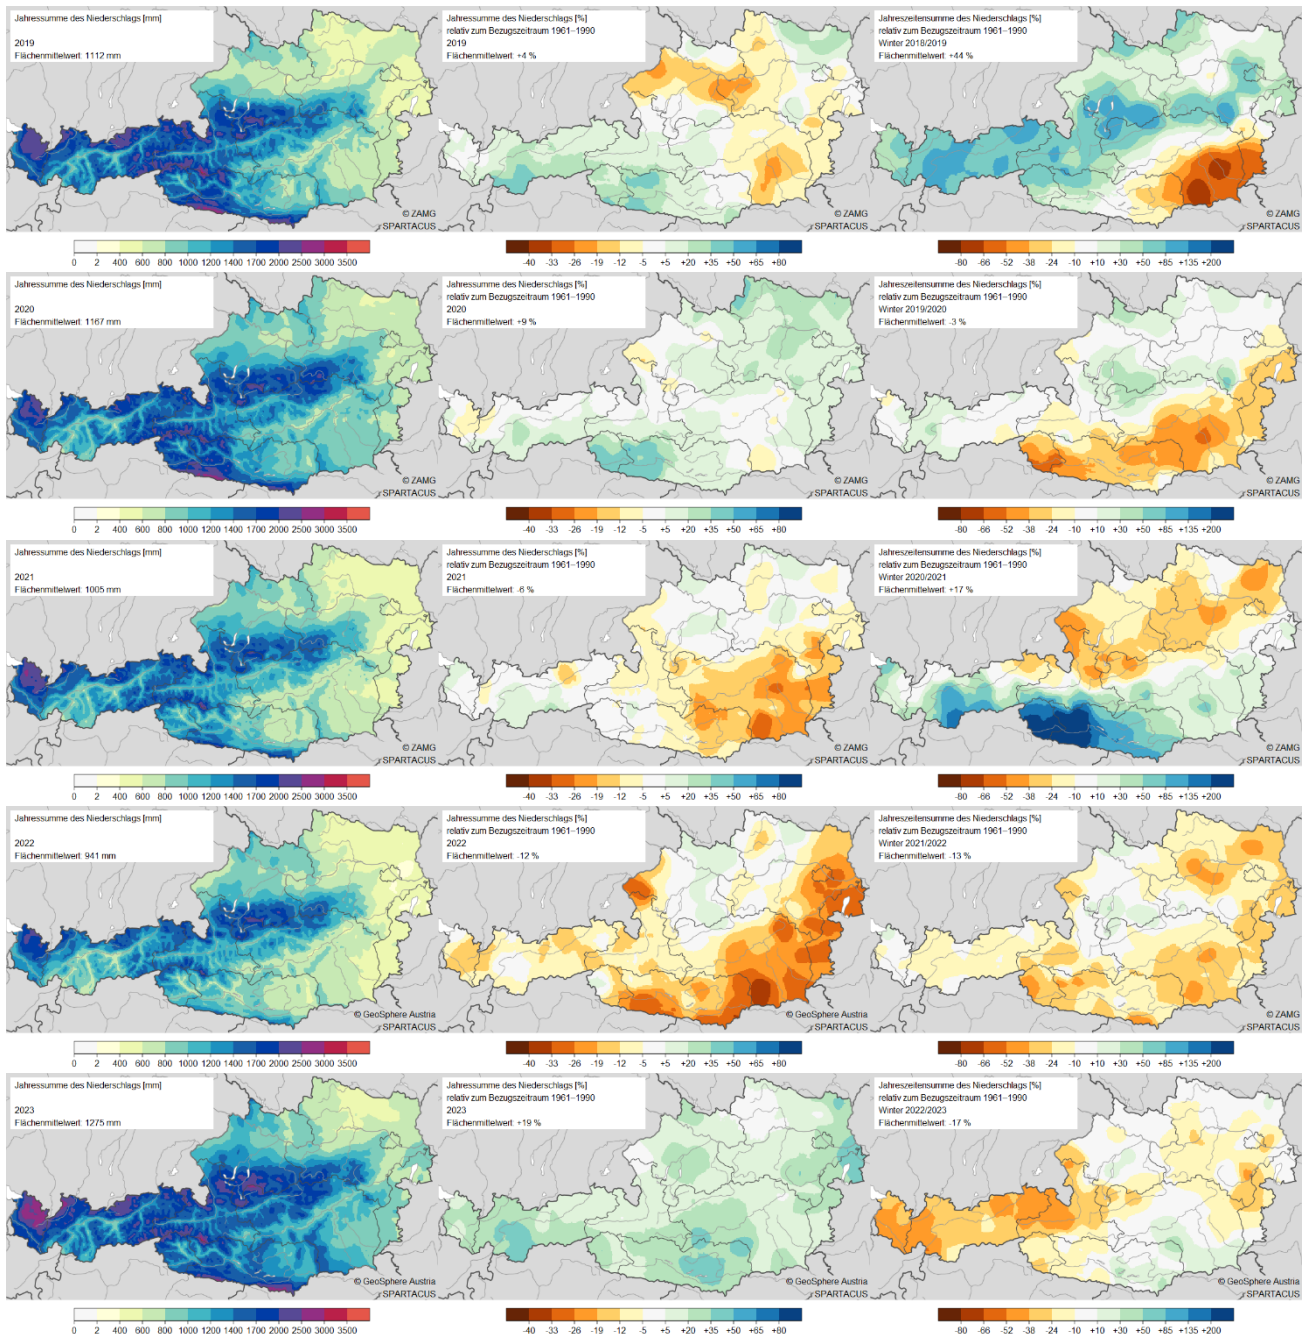 Jahressumme des Niederschlags [mm]
2019
Flächenmittelwert: 1112 mm
© ZAMG
SPARTACUS
0 2 400 600 800 1000 1200 1400 1700 2000 2500 3000 3500
Jahressumme des Niederschlags [%]
relativ zum Bezugszeitraum 1961–1990
2019
Flächenmittelwert: +4 %
© ZAMG
SPARTACUS
-40 -33 -26 -19 -12 -5 +5 +20 +35 +50 +65 +80
Jahreszeitensumme des Niederschlags [%]
relativ zum Bezugszeitraum 1961–1990
Winter 2018/2019
Flächenmittelwert: +44 %
© ZAMG
SPARTACUS
-80 -66 -52 -38 -24 -10 +10 +30 +50 +85 +135 +200
Jahressumme des Niederschlags [mm]
2020
Flächenmittelwert: 1167 mm
© ZAMG
SPARTACUS
0 2 400 600 800 1000 1200 1400 1700 2000 2500 3000 3500
Jahressumme des Niederschlags [%]
relativ zum Bezugszeitraum 1961–1990
2020
Flächenmittelwert: +9 %
© ZAMG
SPARTACUS
-40 -33 -26 -19 -12 -5 +5 +20 +35 +50 +65 +80
Jahreszeitensumme des Niederschlags [%]
relativ zum Bezugszeitraum 1961–1990
Winter 2019/2020
Flächenmittelwert: -3 %
© ZAMG
SPARTACUS
-80 -66 -52 -38 -24 -10 +10 +30 +50 +85 +135 +200
Jahressumme des Niederschlags [mm]
2021
Flächenmittelwert: 1005 mm
© ZAMG
SPARTACUS
0 2 400 600 800 1000 1200 1400 1700 2000 2500 3000 3500
Jahressumme des Niederschlags [%]
relativ zum Bezugszeitraum 1961–1990
2021
Flächenmittelwert: -6 %
© ZAMG
SPARTACUS
-40 -33 -26 -19 -12 -5 +5 +20 +35 +50 +65 +80
Jahreszeitensumme des Niederschlags [%]
relativ zum Bezugszeitraum 1961–1990
Winter 2020/2021
Flächenmittelwert: +17 %
© ZAMG
SPARTACUS
-80 -66 -52 -38 -24 -10 +10 +30 +50 +85 +135 +200
Jahressumme des Niederschlags [mm]
2022
Flächenmittelwert: 941 mm
© GeoSphere Austria
SPARTACUS
0 2 400 600 800 1000 1200 1400 1700 2000 2500 3000 3500
Jahressumme des Niederschlags [%]
relativ zum Bezugszeitraum 1961–1990
2022
Flächenmittelwert: -12 %
© GeoSphere Austria
SPARTACUS
-40 -33 -26 -19 -12 -5 +5 +20 +35 +50 +65 +80
Jahreszeitensumme des Niederschlags [%]
relativ zum Bezugszeitraum 1961–1990
Winter 2021/2022
Flächenmittelwert: -13 %
© ZAMG
SPARTACUS
-80 -66 -52 -38 -24 -10 +10 +30 +50 +85 +135 +200
Jahressumme des Niederschlags [mm]
2023
Flächenmittelwert: 1275 mm
© GeoSphere Austria
SPARTACUS
0 2 400 600 800 1000 1200 1400 1700 2000 2500 3000 3500
Jahressumme des Niederschlags [%]
relativ zum Bezugszeitraum 1961–1990
2023
Flächenmittelwert: +19 %
© GeoSphere Austria
SPARTACUS
-40 -33 -26 -19 -12 -5 +5 +20 +35 +50 +65 +80
Jahreszeitensumme des Niederschlags [%]
relativ zum Bezugszeitraum 1961–1990
Winter 2022/2023
Flächenmittelwert: -17 %
© GeoSphere Austria
SPARTACUS
-80 -66 -52 -38 -24 -10 +10 +30 +50 +85 +135 +200